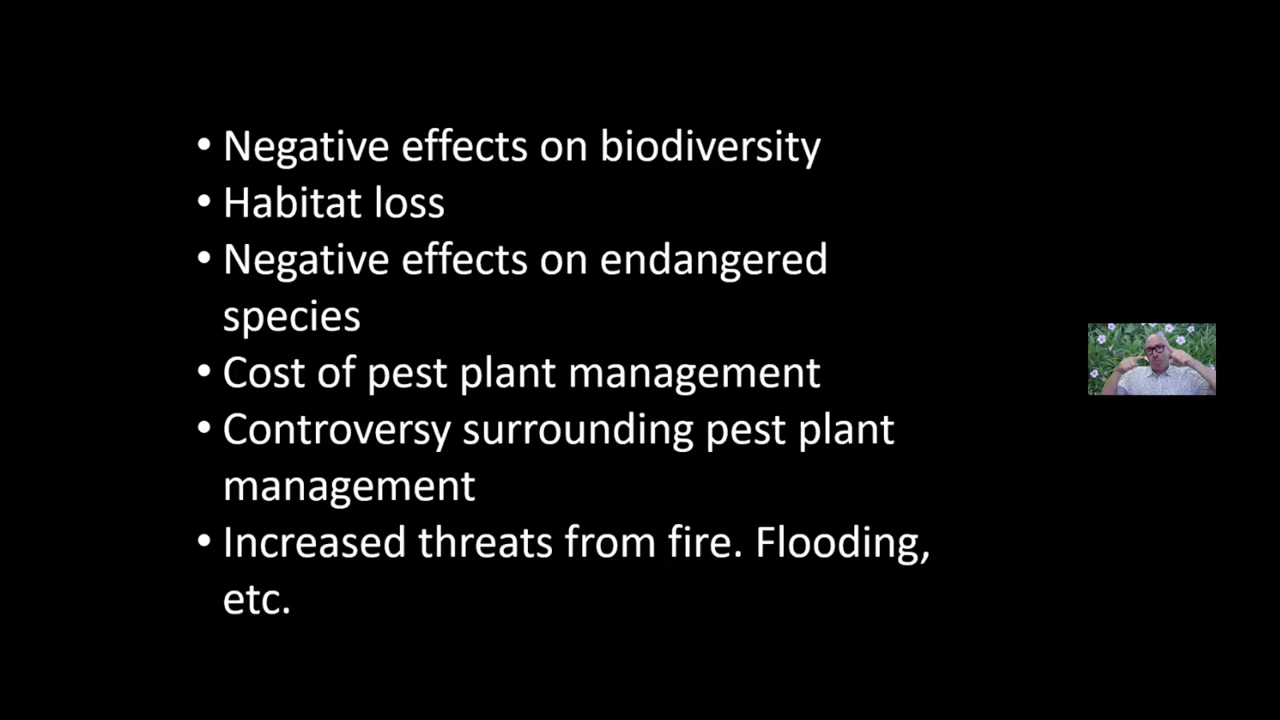 • Negative effects on biodiversity
• Habitat loss
• Negative effects on endangered
species
• Cost of pest plant management
• Controversy surrounding pest plant
management
• Increased threats from fire. Flooding,
etc.